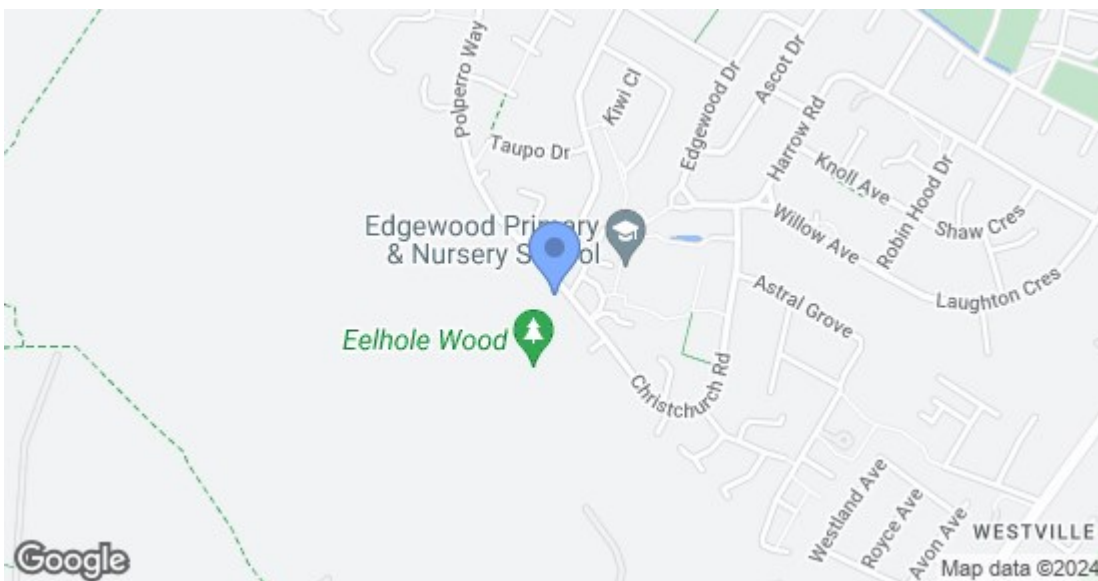 Polperro Way
Kiwi Cl
Edgewood Dr
Ascot Dr
Harrow Rd
Taupo Dr
Knoll Ave
Robin Hood Dr
Shaw Cres
Edgewood Primary
& Nursery S ol
Willow Ave
Laughton Cres
Astral Grove
Eelhole Wood
Christchurch Rd
Westland Ave
Royce Ave
Avon Ave
WESTVILLE
Google
Map data ©2024